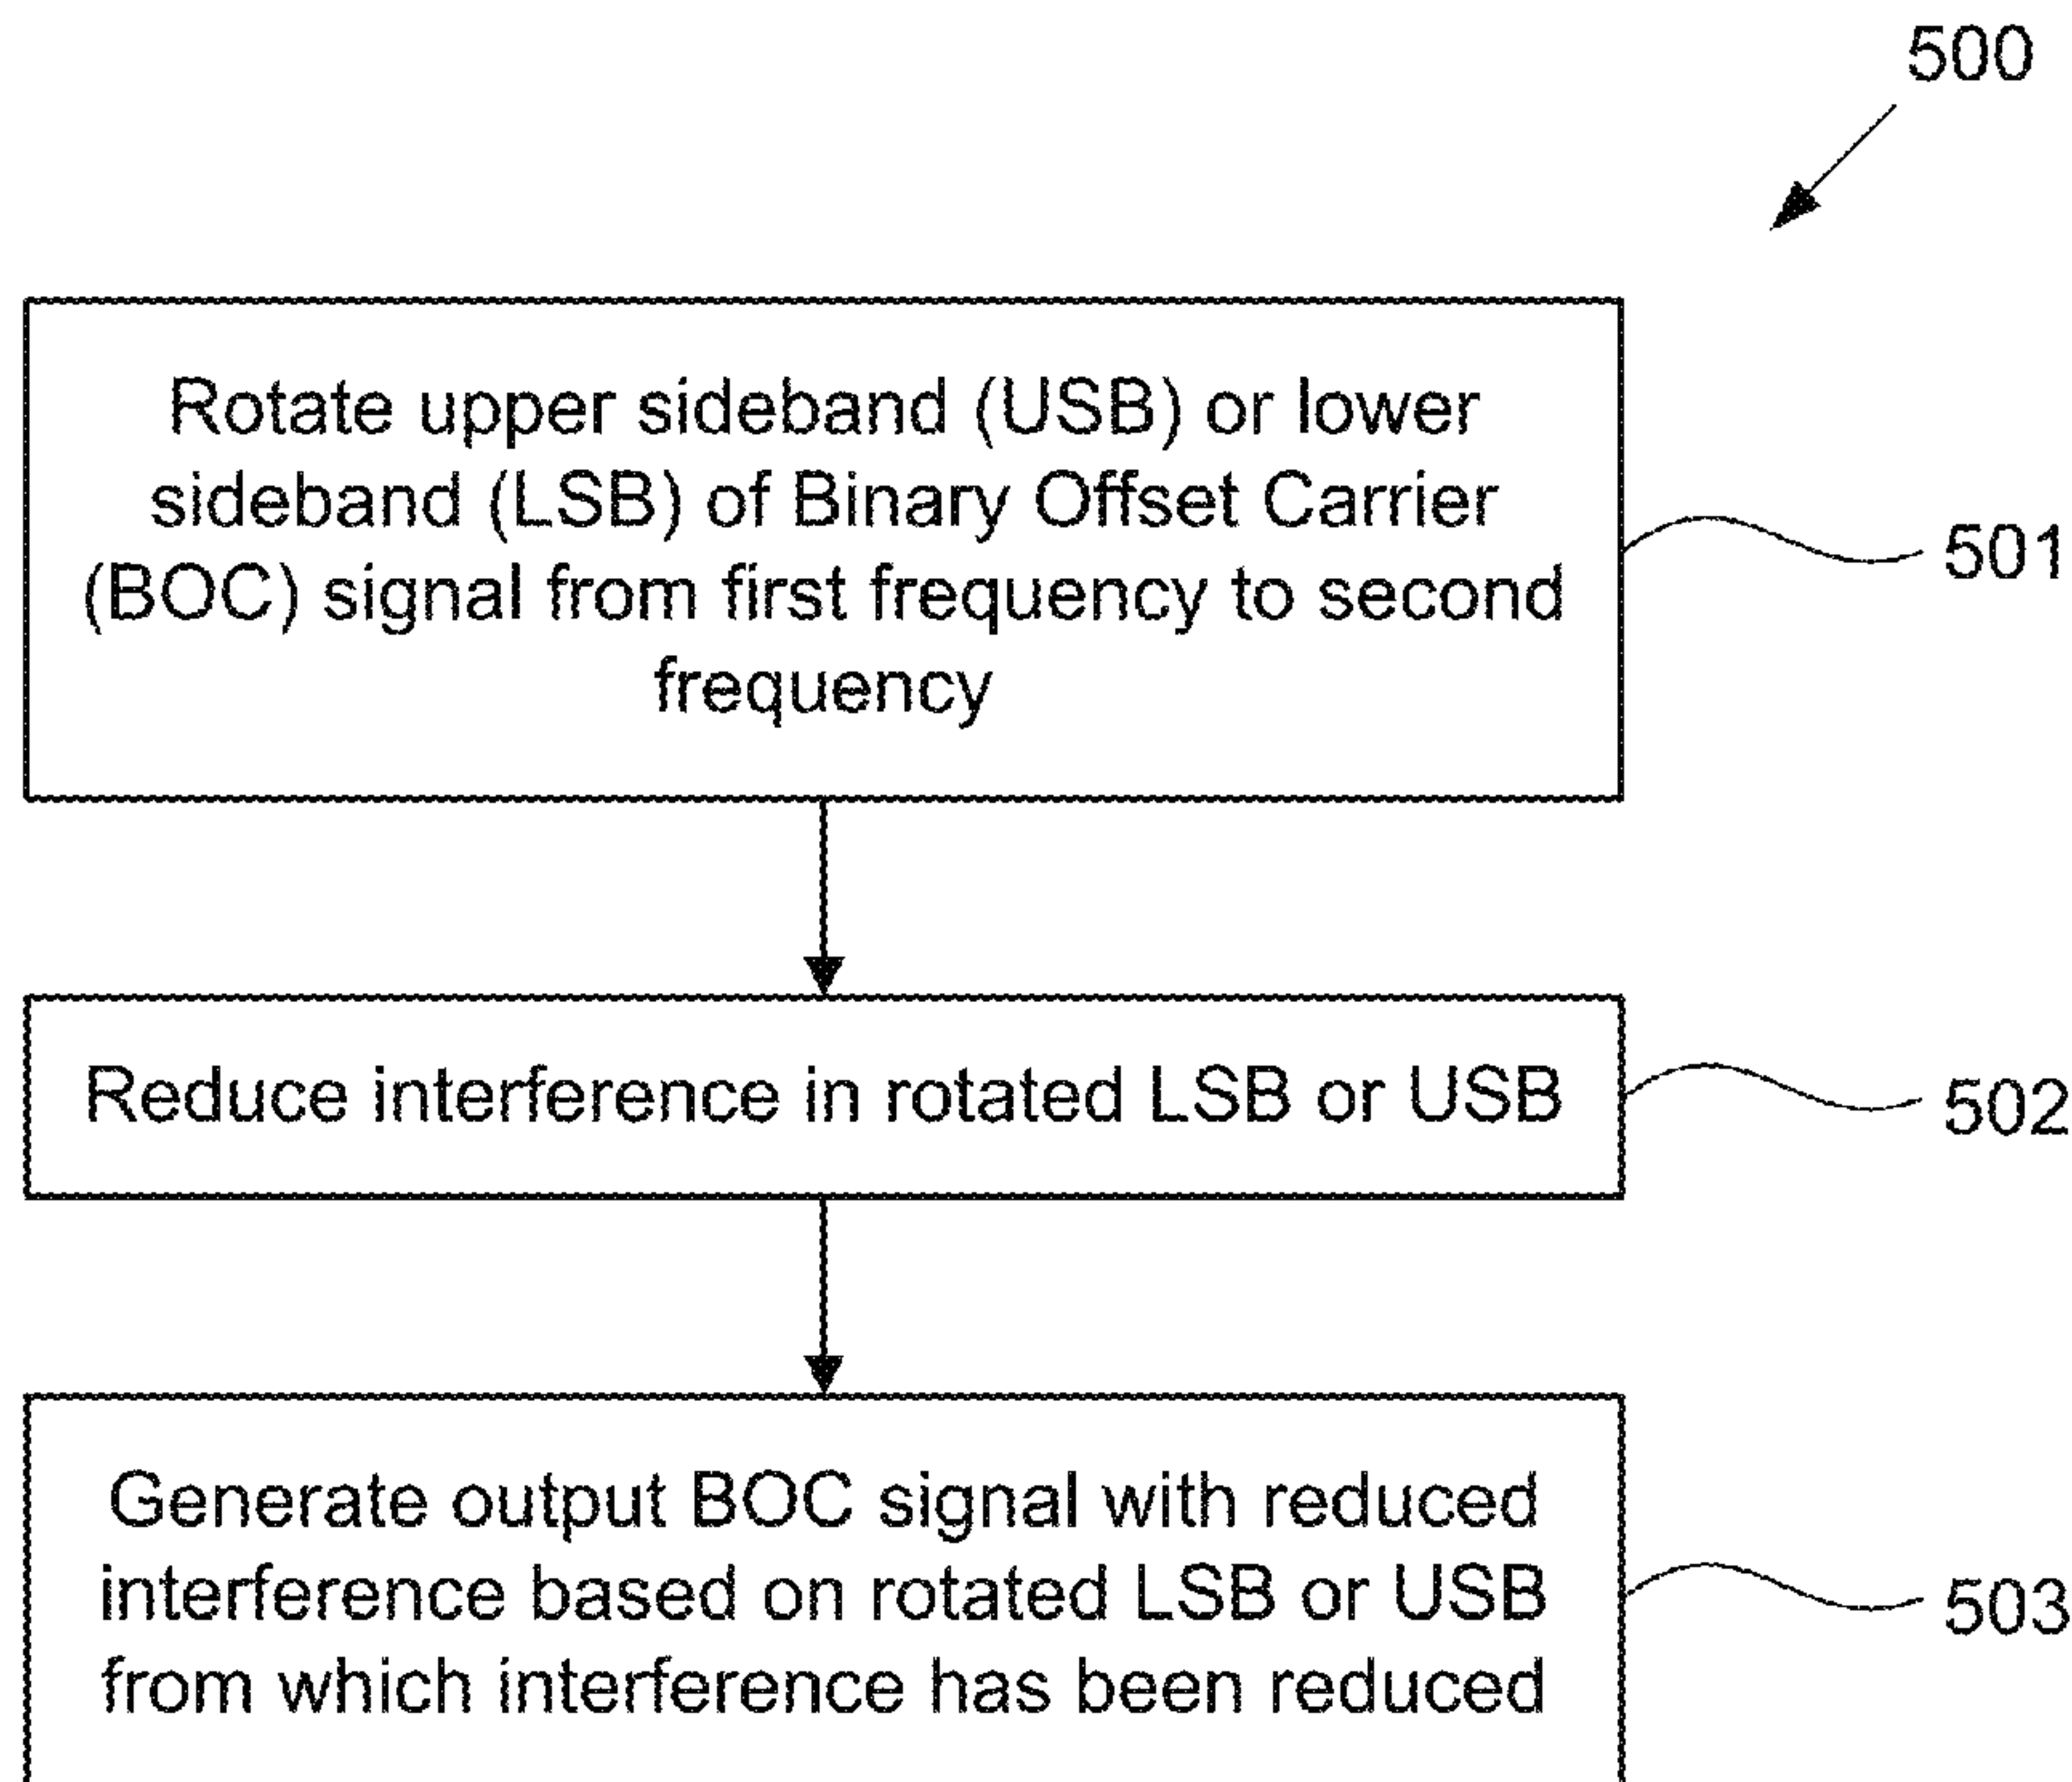 500
Rotate upper sideband (USB) or lower
sideband (LSB) of Binary Offset Carrier
(BOC) signal from first frequency to second
frequency
501
Reduce interference in rotated LSB or USB
502
Generate output BOC signal with reduced
interference based on rotated LSB or USB
from which interference has been reduced
503